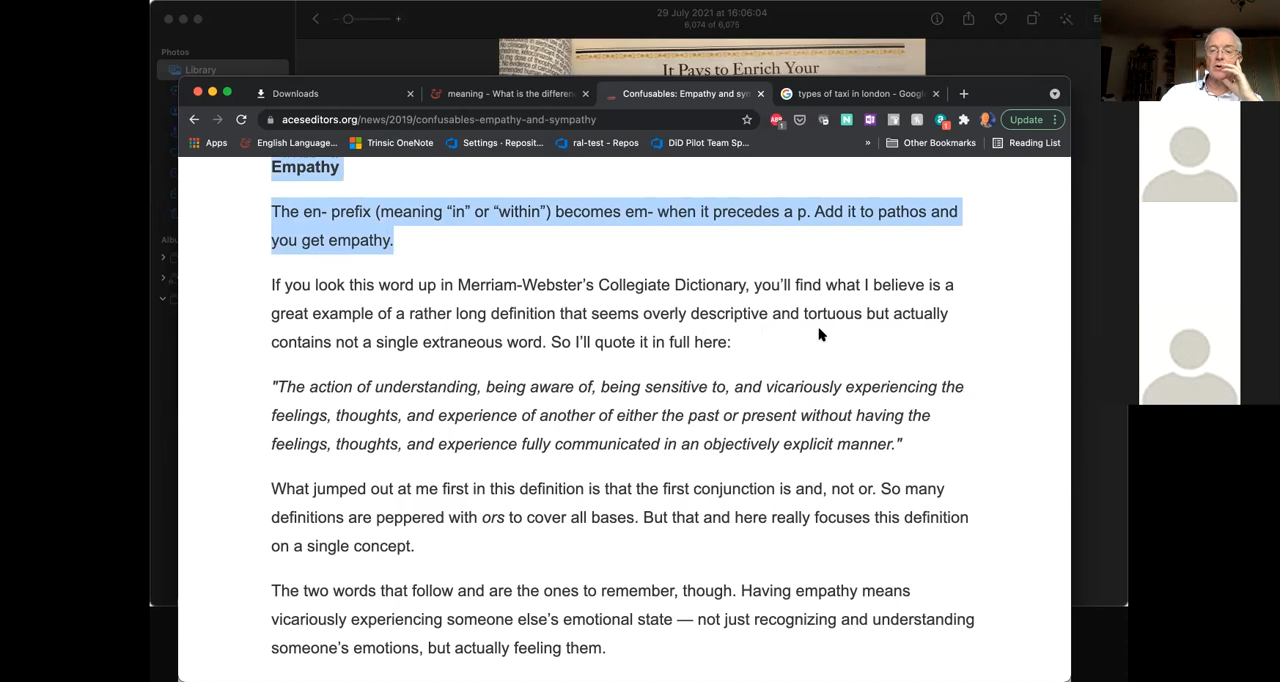 29 July 2021 at 16:06:04
6,074 of 6,075
Photos
Library
It Pays to Enrich Your
Downloads
meaning - What is the differen
Confusables: Empathy and syn
types of taxi in london - Googl
aceseditors.org/news/2019/confusables-empathy-and-sympathy
Update
Apps
English Language...
Trinsic OneNote
Settings - Reposit...
ral-test - Repos
DiD Pilot Team Sp...
»
Other Bookmarks
Reading List
Empathy
The en- prefix (meaning “in” or “within”) becomes em- when it precedes a p. Add it to pathos and
you get empathy.
If you look this word up in Merriam-Webster’s Collegiate Dictionary, you’ll find what I believe is a
great example of a rather long definition that seems overly descriptive and tortuous but actually
contains not a single extraneous word. So I’ll quote it in full here:
"The action of understanding, being aware of, being sensitive to, and vicariously experiencing the
feelings, thoughts, and experience of another of either the past or present without having the
feelings, thoughts, and experience fully communicated in an objectively explicit manner."
What jumped out at me first in this definition is that the first conjunction is and, not or. So many
definitions are peppered with ors to cover all bases. But that and here really focuses this definition
on a single concept.
The two words that follow and are the ones to remember, though. Having empathy means
vicariously experiencing someone else’s emotional state — not just recognizing and understanding
someone’s emotions, but actually feeling them.